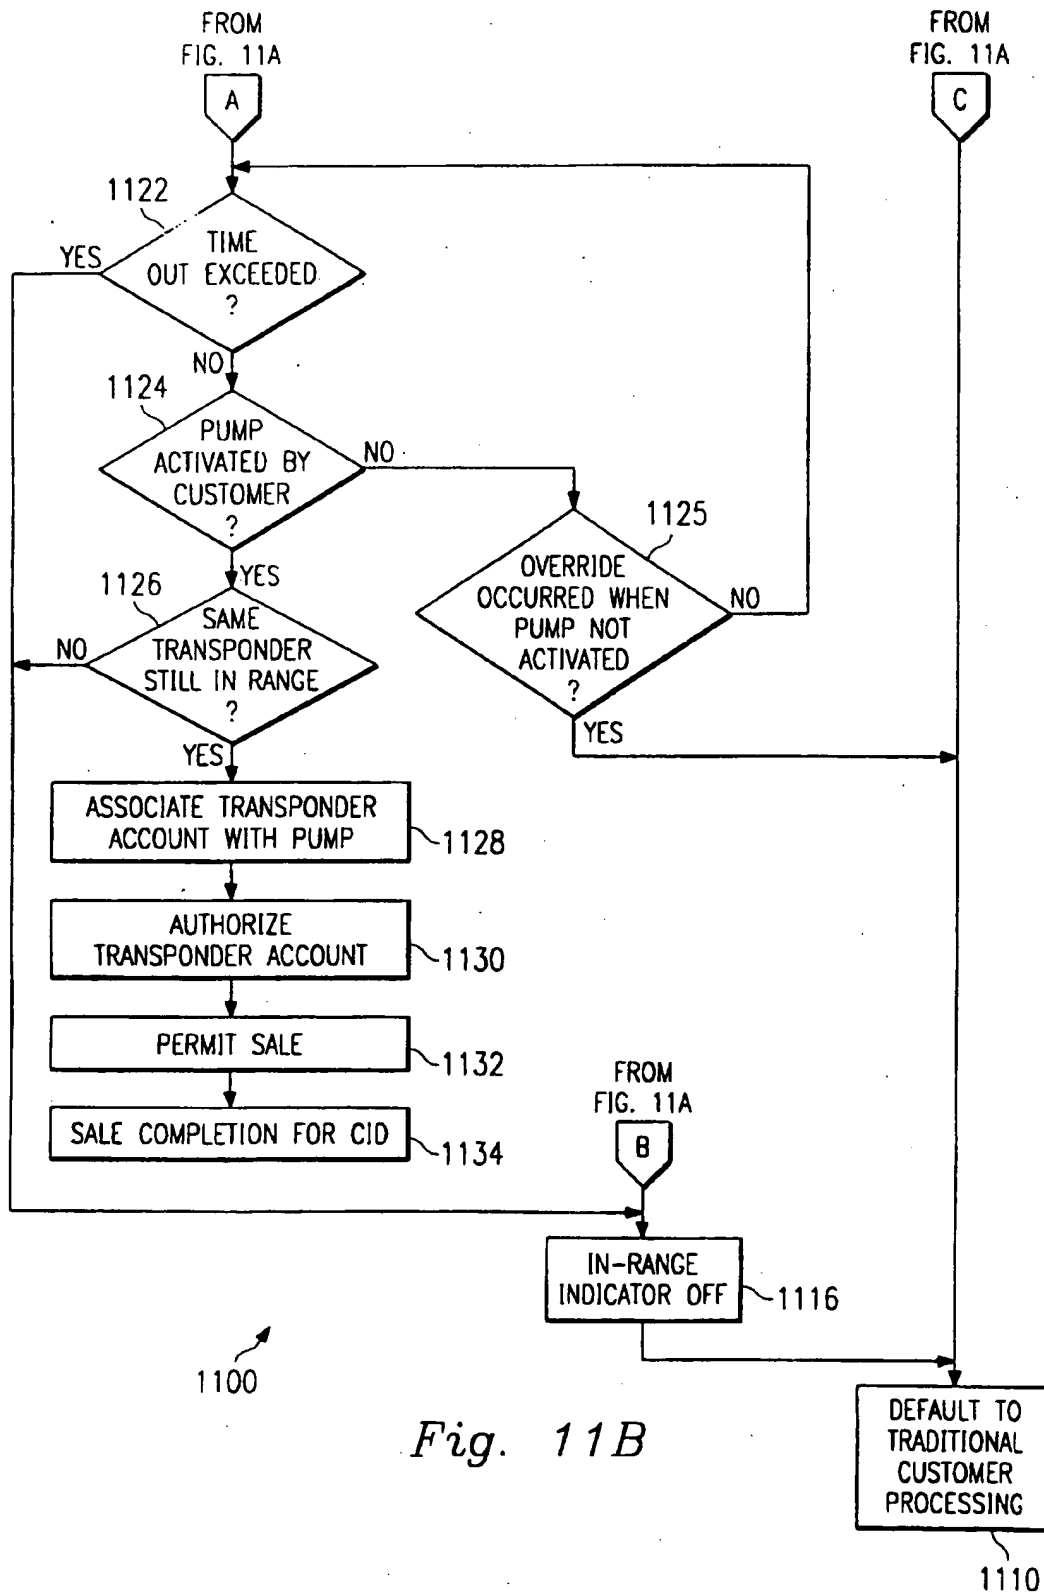 FROM
FIG. 11A
A
FROM
FIG. 11A
C
1122
YES
TIME
OUT EXCEEDED
?
NO
1124
PUMP
ACTIVATED BY
CUSTOMER
?
NO
YES
1125
OVERRIDE
OCCURRED WHEN
PUMP NOT
ACTIVATED
?
NO
YES
1126
NO
SAME
TRANSPONDER
STILL IN RANGE
?
YES
ASSOCIATE TRANSPONDER
ACCOUNT WITH PUMP
1128
AUTHORIZE
TRANSPONDER ACCOUNT
1130
PERMIT SALE
1132
SALE COMPLETION FOR CID
1134
FROM
FIG. 11A
B
IN-RANGE
INDICATOR OFF
1116
1100
DEFAULT TO
TRADITIONAL
CUSTOMER
PROCESSING
1110
Fig. 11B